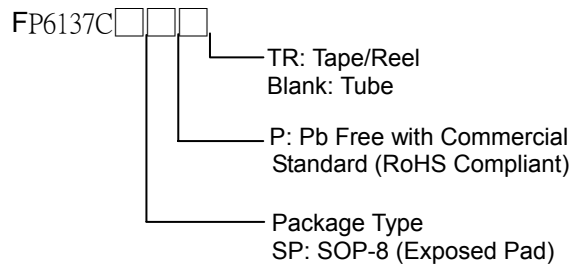 FP6137C□□□
TR: Tape/Reel
Blank: Tube
P: Pb Free with Commercial
Standard (RoHS Compliant)
Package Type
SP: SOP-8 (Exposed Pad)